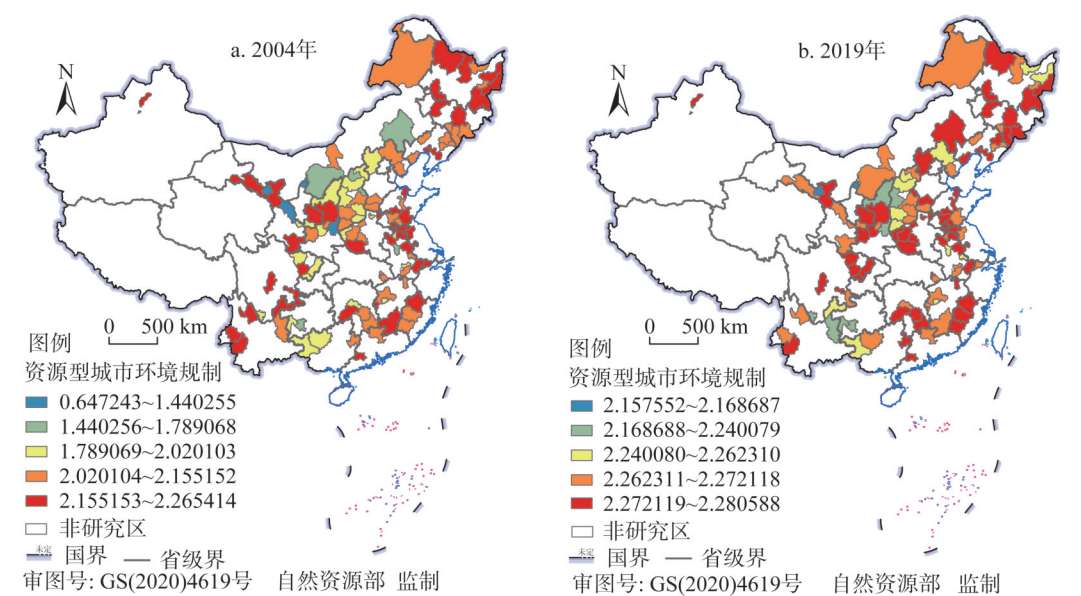 a. 2004年
N
0 500 km
图例
资源型城市环境规制
0.647243~1.440255
1.440256~1.789068
1.789069~2.020103
2.020104~2.155152
2.155153~2.265414
非研究区
未定 国界 省级界
审图号: GS(2020)4619号 自然资源部 监制
b. 2019年
N
0 500 km
图例
资源型城市环境规制
2.157552~2.168687
2.168688~2.240079
2.240080~2.262310
2.262311~2.272118
2.272119~2.280588
非研究区
未定 国界 省级界
审图号: GS(2020)4619号 自然资源部 监制